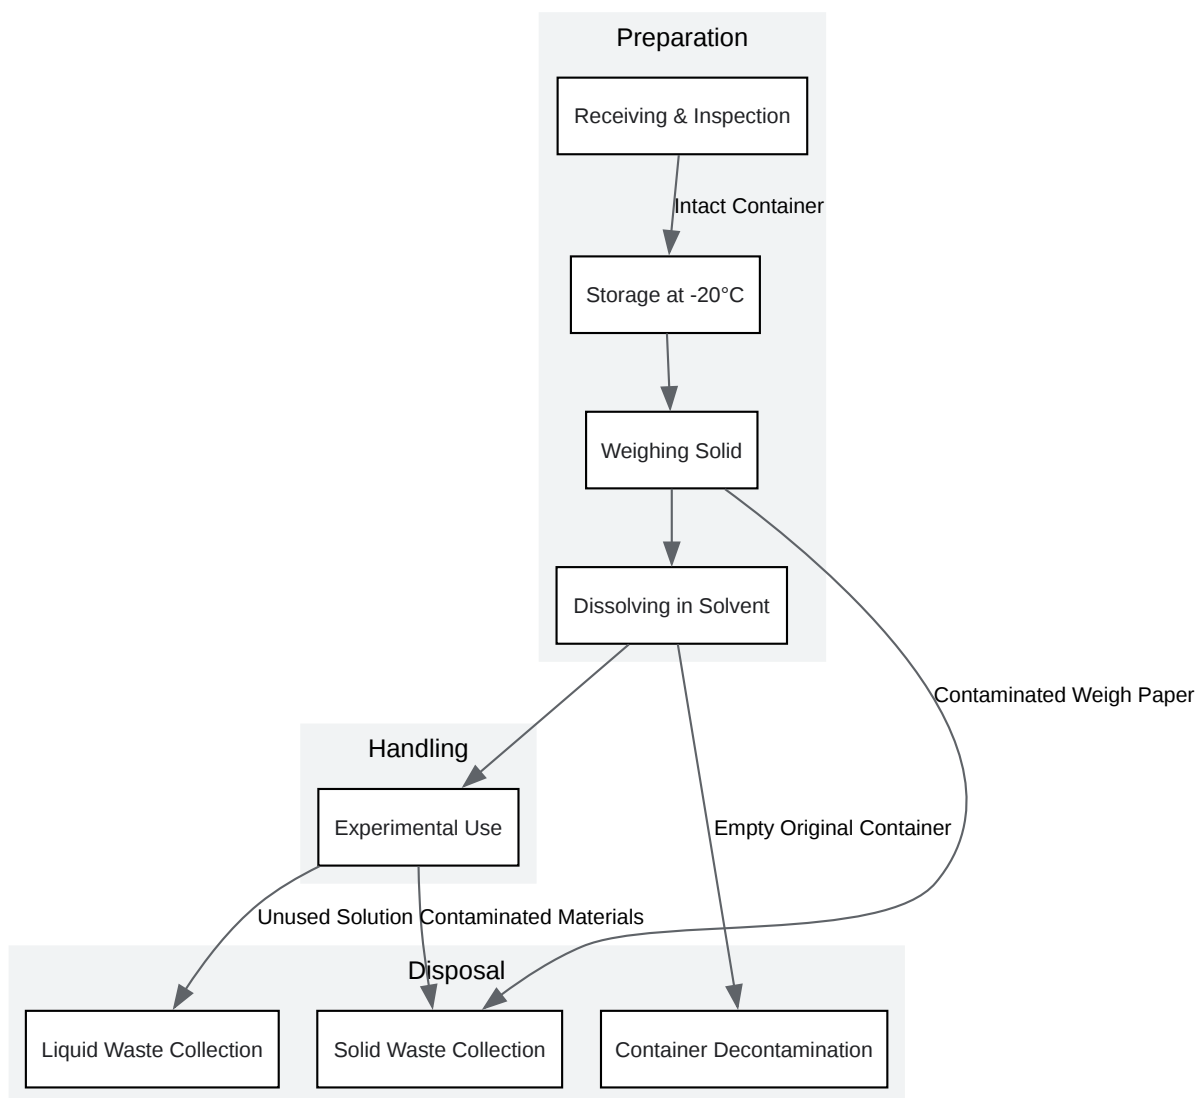 Preparation
Receiving & Inspection
Intact Container
Storage at -20°C
Weighing Solid
Dissolving in Solvent
Contaminated Weigh Paper
Handling
Experimental Use
Empty Original Container
Unused Solution
Contaminated Materials
Disposal
Liquid Waste Collection
Solid Waste Collection
Container Decontamination